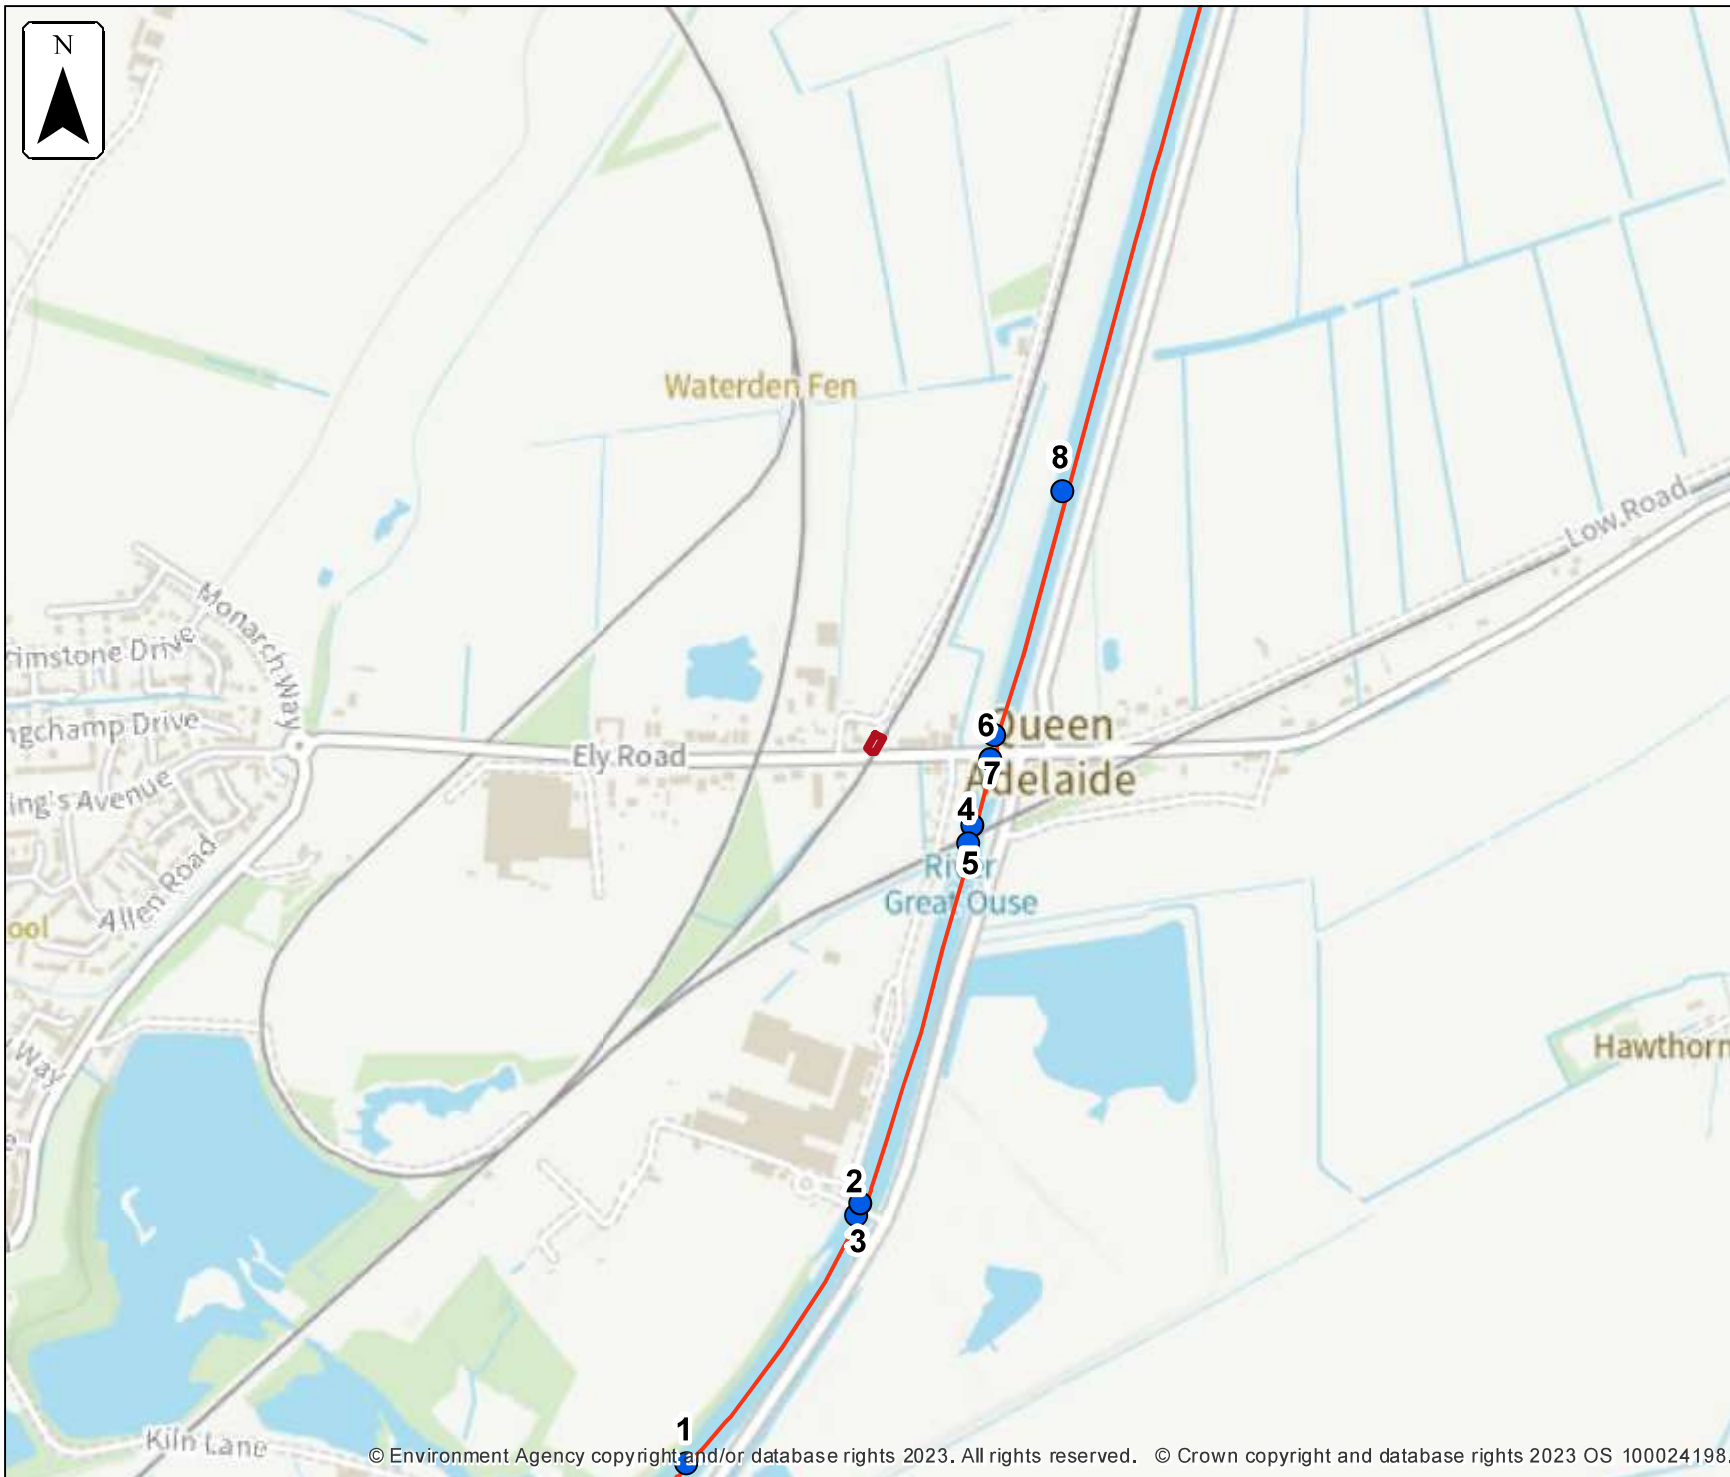 N
Waterden Fen
8
Low Road
Monarch Way
rimstone Drive
ngchamp Drive
Ely Road
6
Queen
7
Adelaide
ing's Avenue
4
5
River
Great Ouse
Allen Road
ool
Hawthorn
Way
2
3
1
Kiln Lane
© Environment Agency copyright and/or database rights 2023. All rights reserved. © Crown copyright and database rights 2023 OS 100024198.